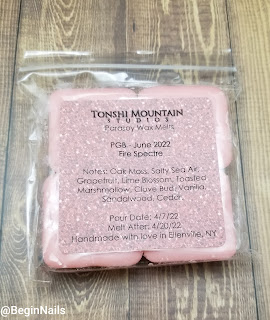 TONSHI MOUNTAIN
STUDIOS
Parasoy Wax Melts
PGB - June 2022
Fire Spectre
Notes: Oak Moss, Salty Sea Air,
Grapefruit, Lime Blossom, Toasted
Marshmallow, Clove Bud, Vanilla,
Sandalwood, Cedar
Pour Date: 4/7/22
Melt After: 4/20/22
Handmade with love in Ellenville, NY
@BeginNails